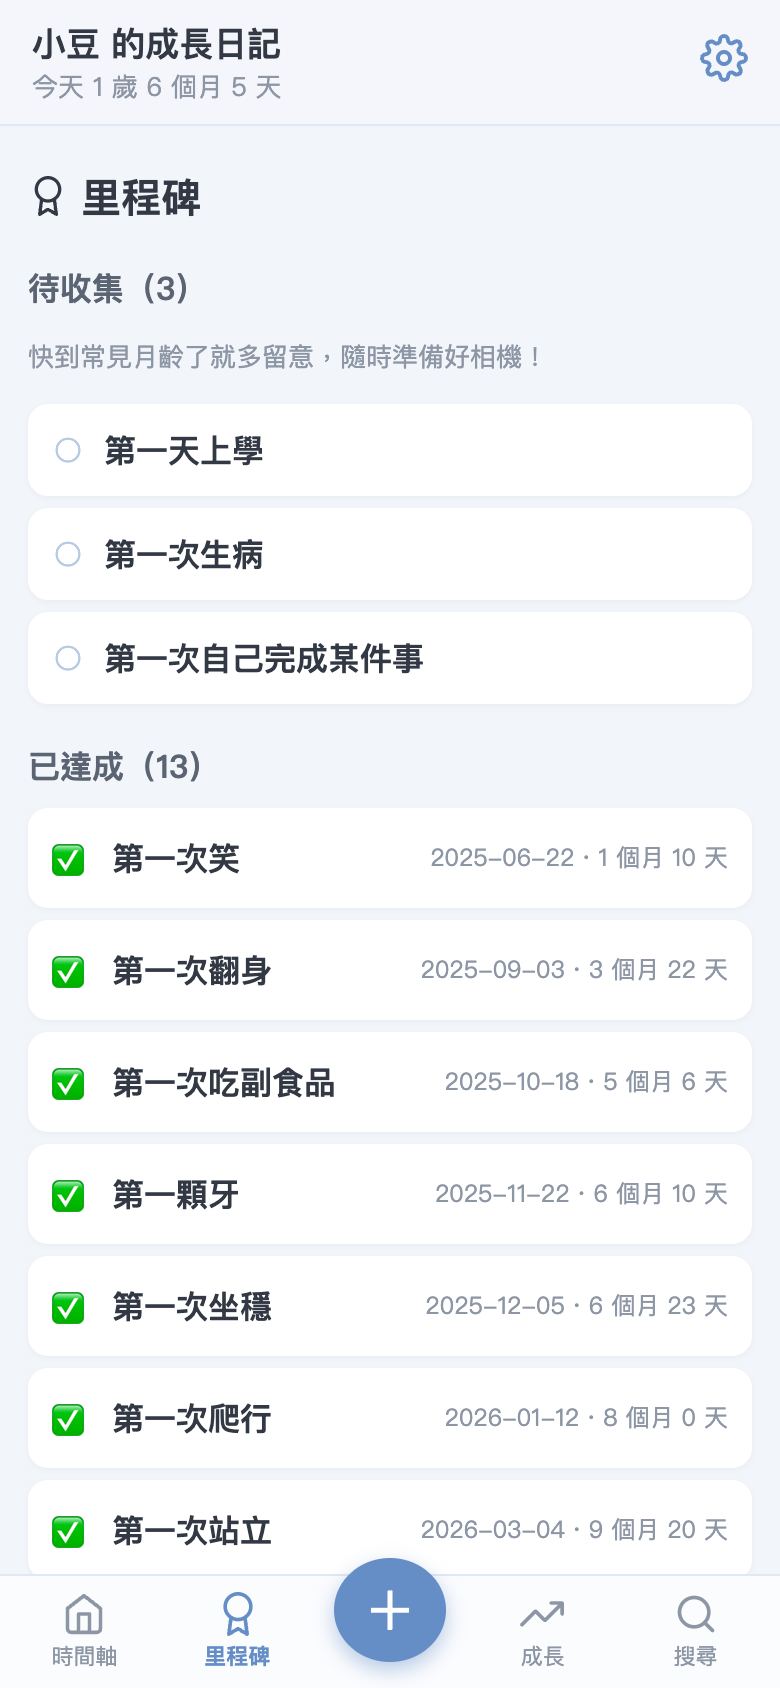 小豆 的成長日記
今天 1 歲 6 個月 5 天
里程碑
待收集（3）
快到常見月齡了就多留意，隨時準備好相機！
第一天上學
第一次生病
第一次自己完成某件事
已達成（13）
第一次笑 2025-06-22 · 1 個月 10 天
第一次翻身 2025-09-03 · 3 個月 22 天
第一次吃副食品 2025-10-18 · 5 個月 6 天
第一顆牙 2025-11-22 · 6 個月 10 天
第一次坐穩 2025-12-05 · 6 個月 23 天
第一次爬行 2026-01-12 · 8 個月 0 天
第一次站立 2026-03-04 · 9 個月 20 天
時間軸 里程碑 成長 搜尋